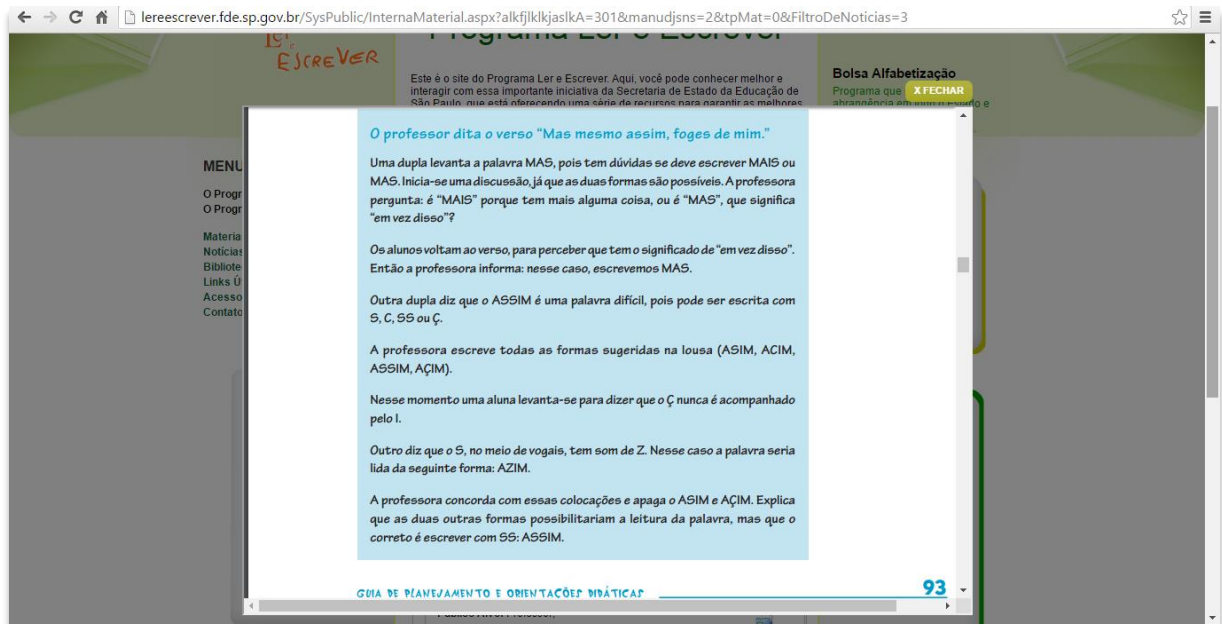 lereescrever.fde.sp.gov.br/SysPublic/InternaMaterial.aspx?alkfjlklkjaslkA=301&manudjsns=2&tpMat=0&FiltroDeNoticias=3
Ler e
EscreVer
Programa Ler e Escrever
Este é o site do Programa Ler e Escrever. Aqui, você pode conhecer melhor e
interagir com essa importante iniciativa da Secretaria de Estado da Educação de
São Paulo, que está oferecendo uma série de recursos para garantir as melhores
Bolsa Alfabetização
Programa que
X FECHAR
abrangência em todo o Estado e
MENU
O Progr
O Progr
Materia
Notícias
Bibliote
Links Ú
Acesso
Contato
O professor dita o verso “Mas mesmo assim, foges de mim.”
Uma dupla levanta a palavra MAS, pois tem dúvidas se deve escrever MAIS ou
MAS. Inicia-se uma discussão, já que as duas formas são possíveis. A professora
pergunta: é “MAIS” porque tem mais alguma coisa, ou é “MAS”, que significa
“em vez disso”?
Os alunos voltam ao verso, para perceber que tem o significado de “em vez disso”.
Então a professora informa: nesse caso, escrevemos MAS.
Outra dupla diz que o ASSIM é uma palavra difícil, pois pode ser escrita com
S, C, SS ou Ç.
A professora escreve todas as formas sugeridas na lousa (ASIM, ACIM,
ASSIM, AÇIM).
Nesse momento uma aluna levanta-se para dizer que o Ç nunca é acompanhado
pelo I.
Outro diz que o S, no meio de vogais, tem som de Z. Nesse caso a palavra seria
lida da seguinte forma: AZIM.
A professora concorda com essas colocações e apaga o ASIM e AÇIM. Explica
que as duas outras formas possibilitariam a leitura da palavra, mas que o
correto é escrever com SS: ASSIM.
GUIA DE PLANEJAMENTO E ORIENTAÇÕES DIDÁTICAS
93